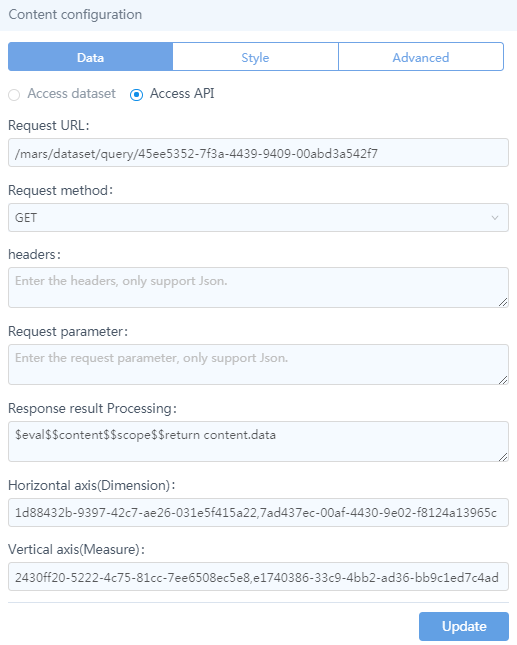 Content configuration
Data
Style
Advanced
Access dataset
Access API
Request URL:
/mars/dataset/query/45ee5352-7f3a-4439-9409-00abd3a542f7
Request method:
GET
headers:
Enter the headers, only support Json.
Request parameter:
Enter the request parameter, only support Json.
Response result Processing:
$eval$$content$$scope$$return content.data
Horizontal axis(Dimension):
1d88432b-9397-42c7-ae26-031e5f415a22,7ad437ec-00af-4430-9e02-f8124a13965c
Vertical axis(Measure):
2430ff20-5222-4c75-81cc-7ee6508ec5e8,e1740386-33c9-4bb2-ad36-bb9c1ed7c4ad
Update